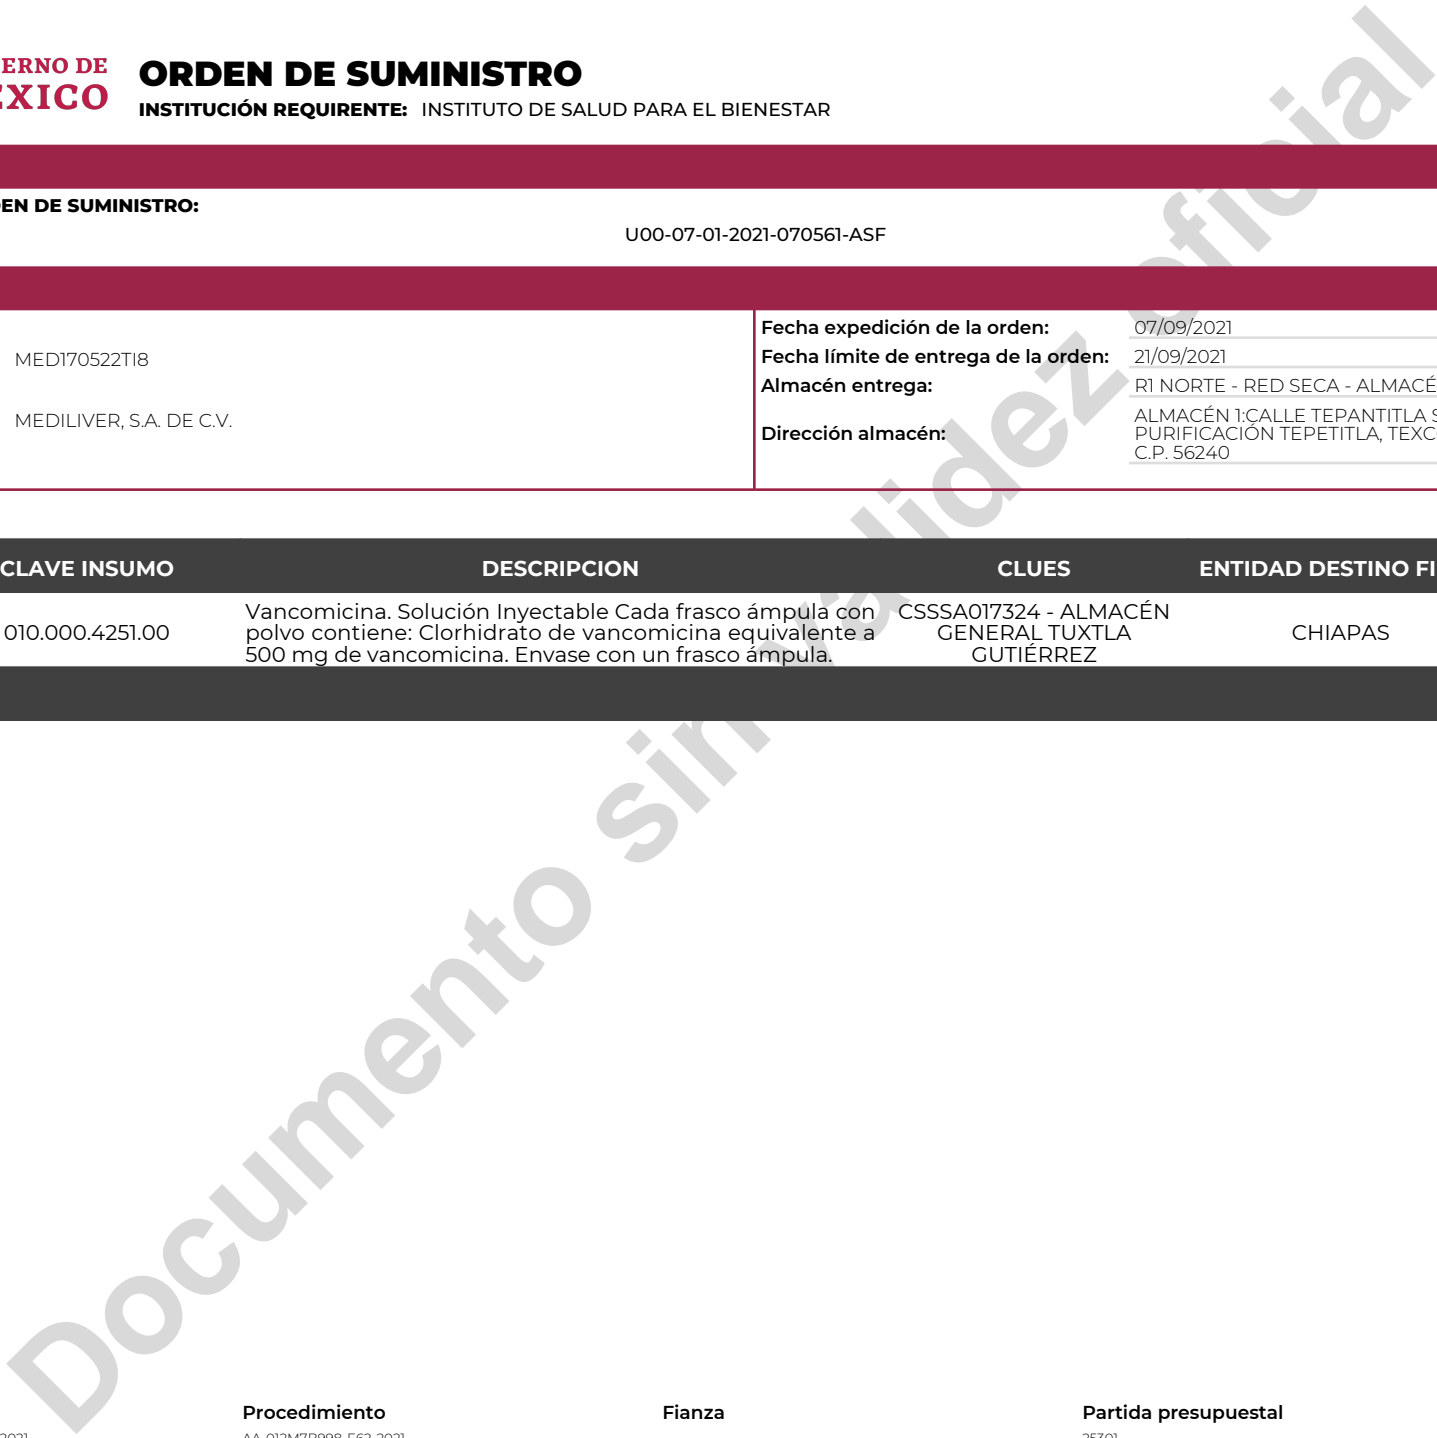 ERNO DE
ÉXICO
ORDEN DE SUMINISTRO
INSTITUCIÓN REQUIRENTE: INSTITUTO DE SALUD PARA EL BIENESTAR
EN DE SUMINISTRO:
U00-07-01-2021-070561-ASF
MED170522TI8
MEDILIVER, S.A. DE C.V.
Fecha expedición de la orden: 07/09/2021
Fecha límite de entrega de la orden: 21/09/2021
Almacén entrega: R1 NORTE - RED SECA - ALMACÉ
Dirección almacén: ALMACÉN 1:CALLE TEPANTITLA S
PURIFICACIÓN TEPETITLA, TEXC
C.P. 56240
CLAVE INSUMO DESCRIPCION CLUES ENTIDAD DESTINO FI
010.000.4251.00
Vancomicina. Solución Inyectable Cada frasco ámpula con
polvo contiene: Clorhidrato de vancomicina equivalente a
500 mg de vancomicina. Envase con un frasco ámpula.
CSSSA017324 - ALMACÉN
GENERAL TUXTLA
GUTIÉRREZ
CHIAPAS
Documento sin validez oficial
Procedimiento Fianza Partida presupuestal